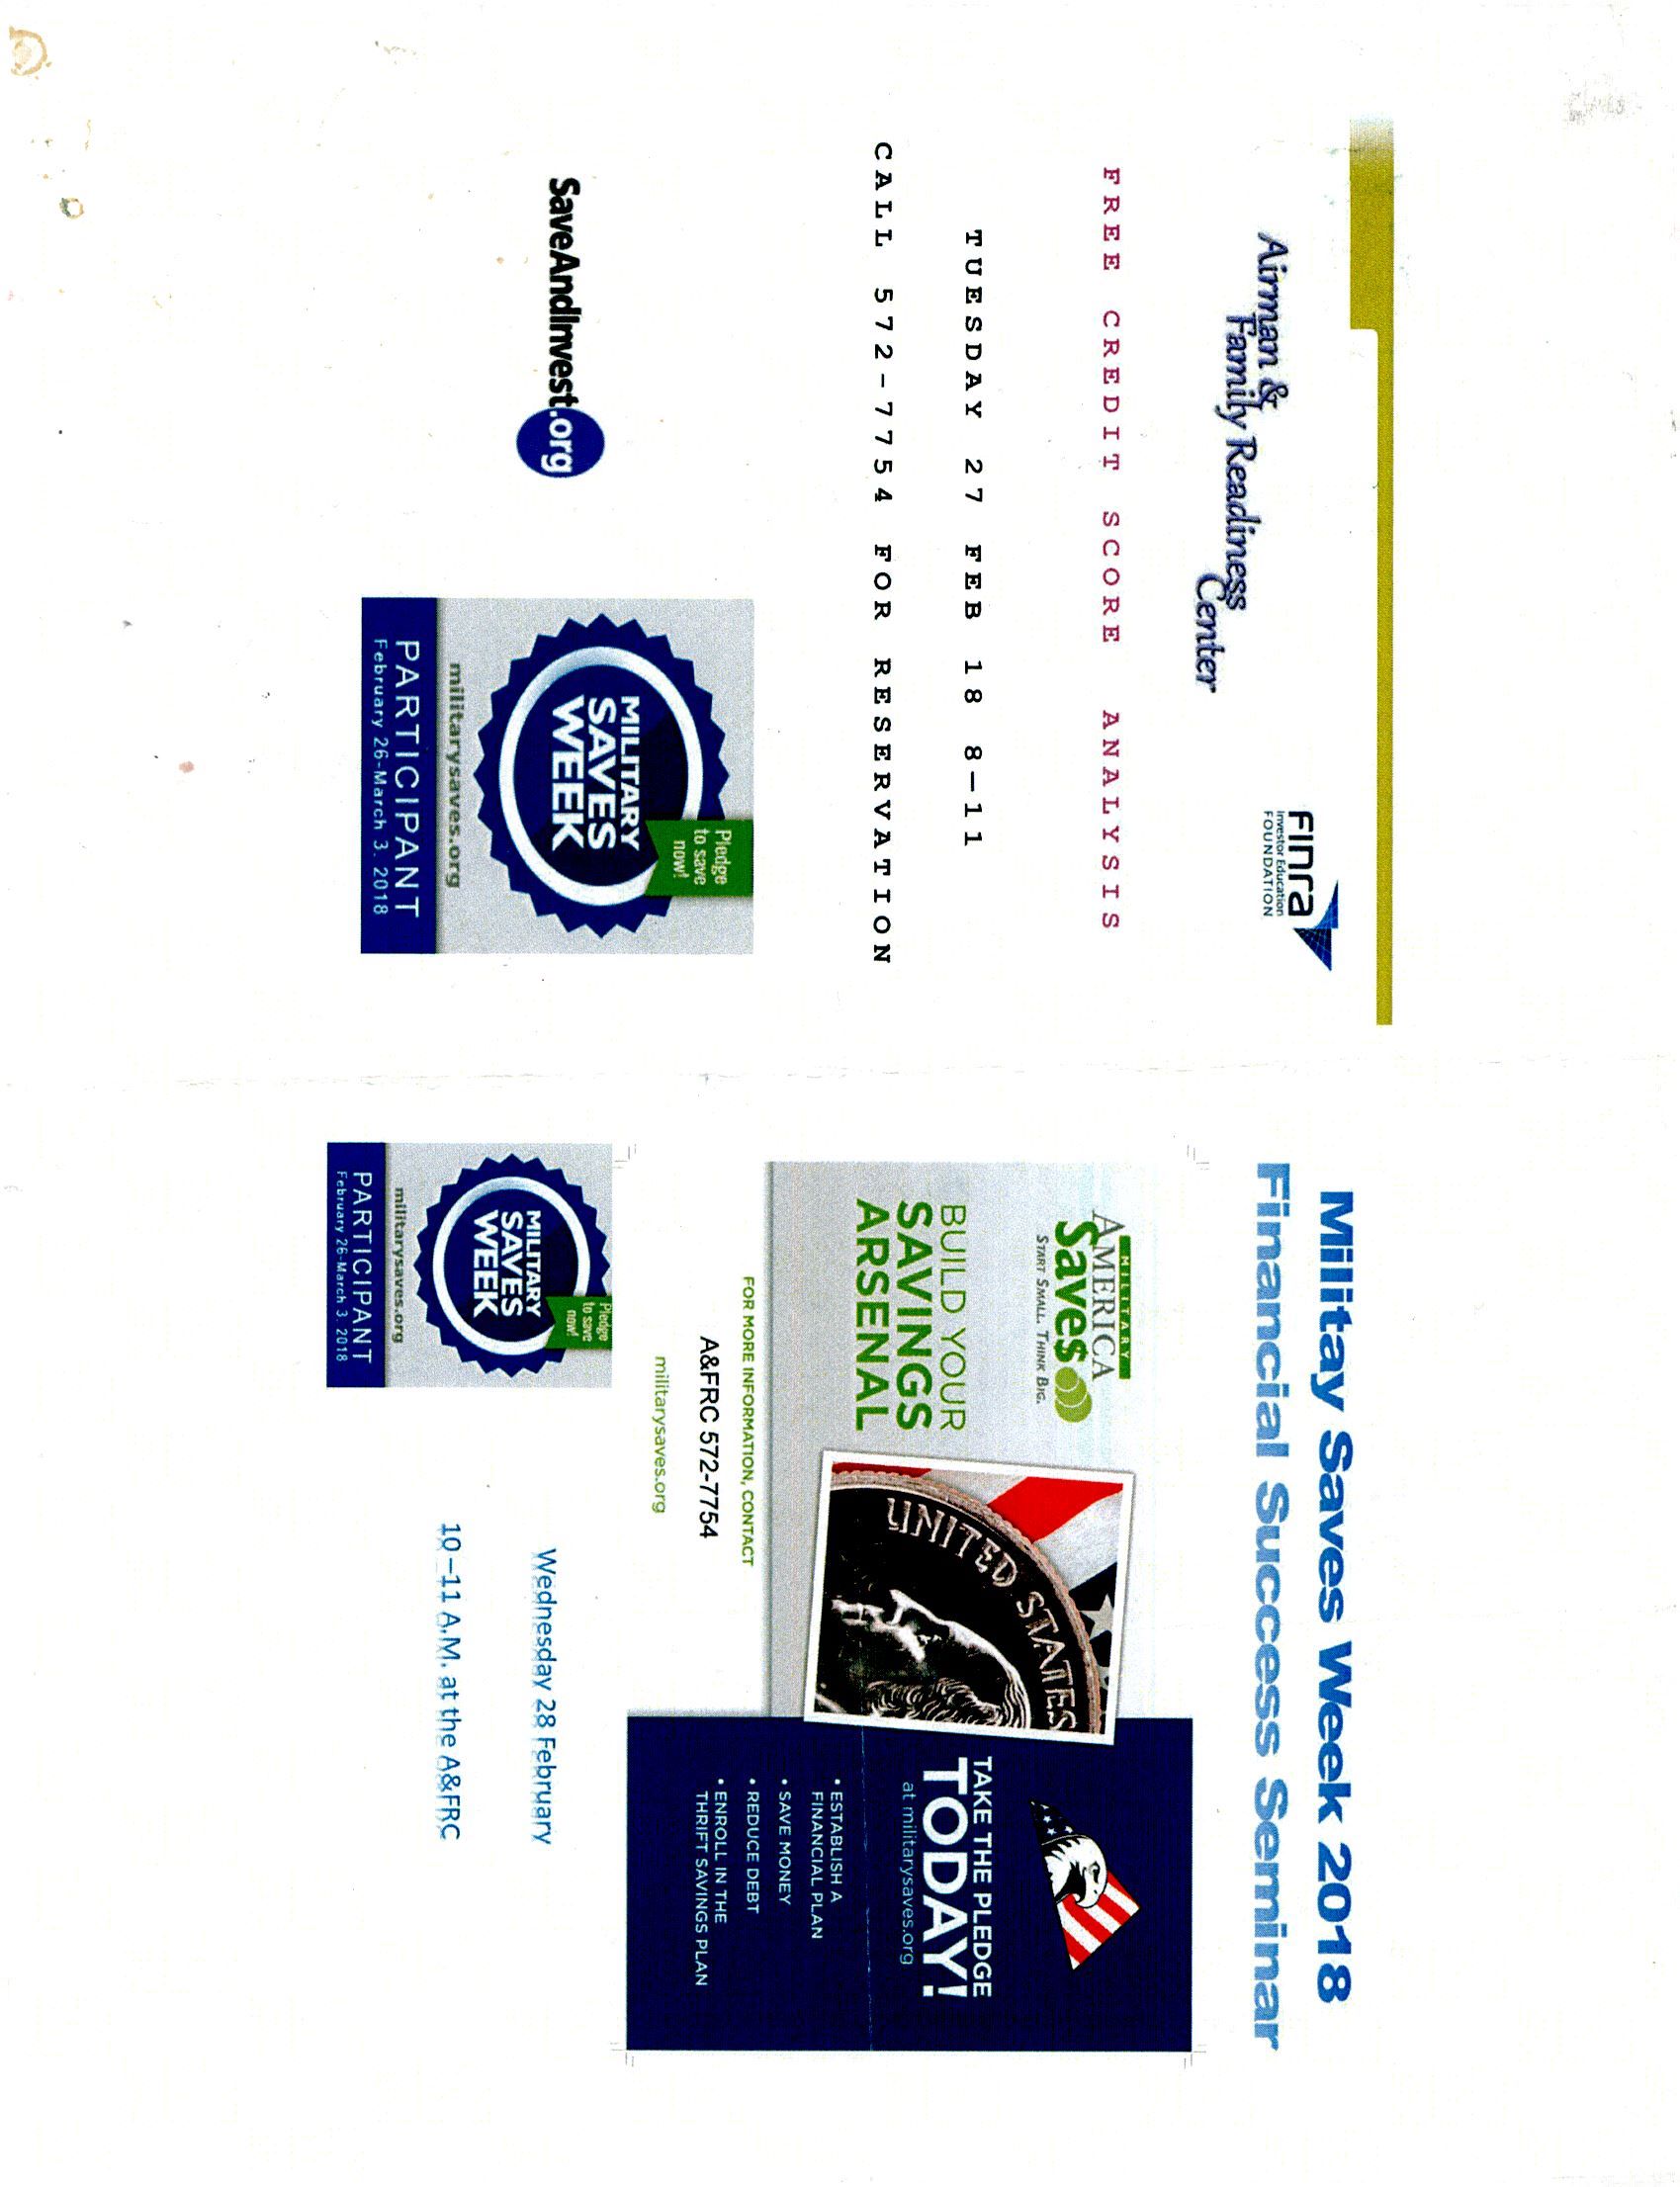 Airman &
Family Readiness
Center
Finra
Investor Education
FOUNDATION
FREE CREDIT SCORE ANALYSIS
TUESDAY 27 FEB 18 8-11
CALL 572-7754 FOR RESERVATION
SaveAndInvest.org
Pledge
to save
now!
MILITARY
SAVES
WEEK
militarysaves.org
PARTICIPANT
February 26-March 3. 2018
Militay Saves Week 2018
Financial Success Seminar
MILITARY
AMERICA
Saves
START SMALL. THINK BIG.
BUILD YOUR
SAVINGS
ARSENAL
UNITED STATES
TAKE THE PLEDGE
TODAY!
at militarysaves.org
• ESTABLISH A
FINANCIAL PLAN
• SAVE MONEY
• REDUCE DEBT
• ENROLL IN THE
THRIFT SAVINGS PLAN
FOR MORE INFORMATION, CONTACT
A&FRC 572-7754
militarysaves.org
Pledge
to save
now!
MILITARY
SAVES
WEEK
militarysaves.org
PARTICIPANT
February 26-March 3. 2018
Wednesday 28 February
10 –11 A.M. at the A&FRC